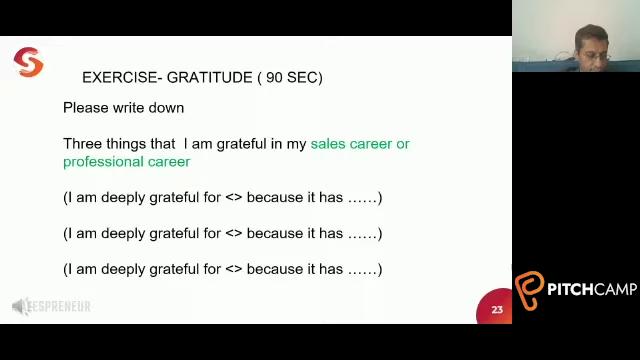 EXERCISE- GRATITUDE ( 90 SEC)
Please write down
Three things that I am grateful in my sales career or
professional career
(I am deeply grateful for <> because it has ......)
(I am deeply grateful for <> because it has ......)
(I am deeply grateful for <> because it has ......)
PITCHCAMP
23